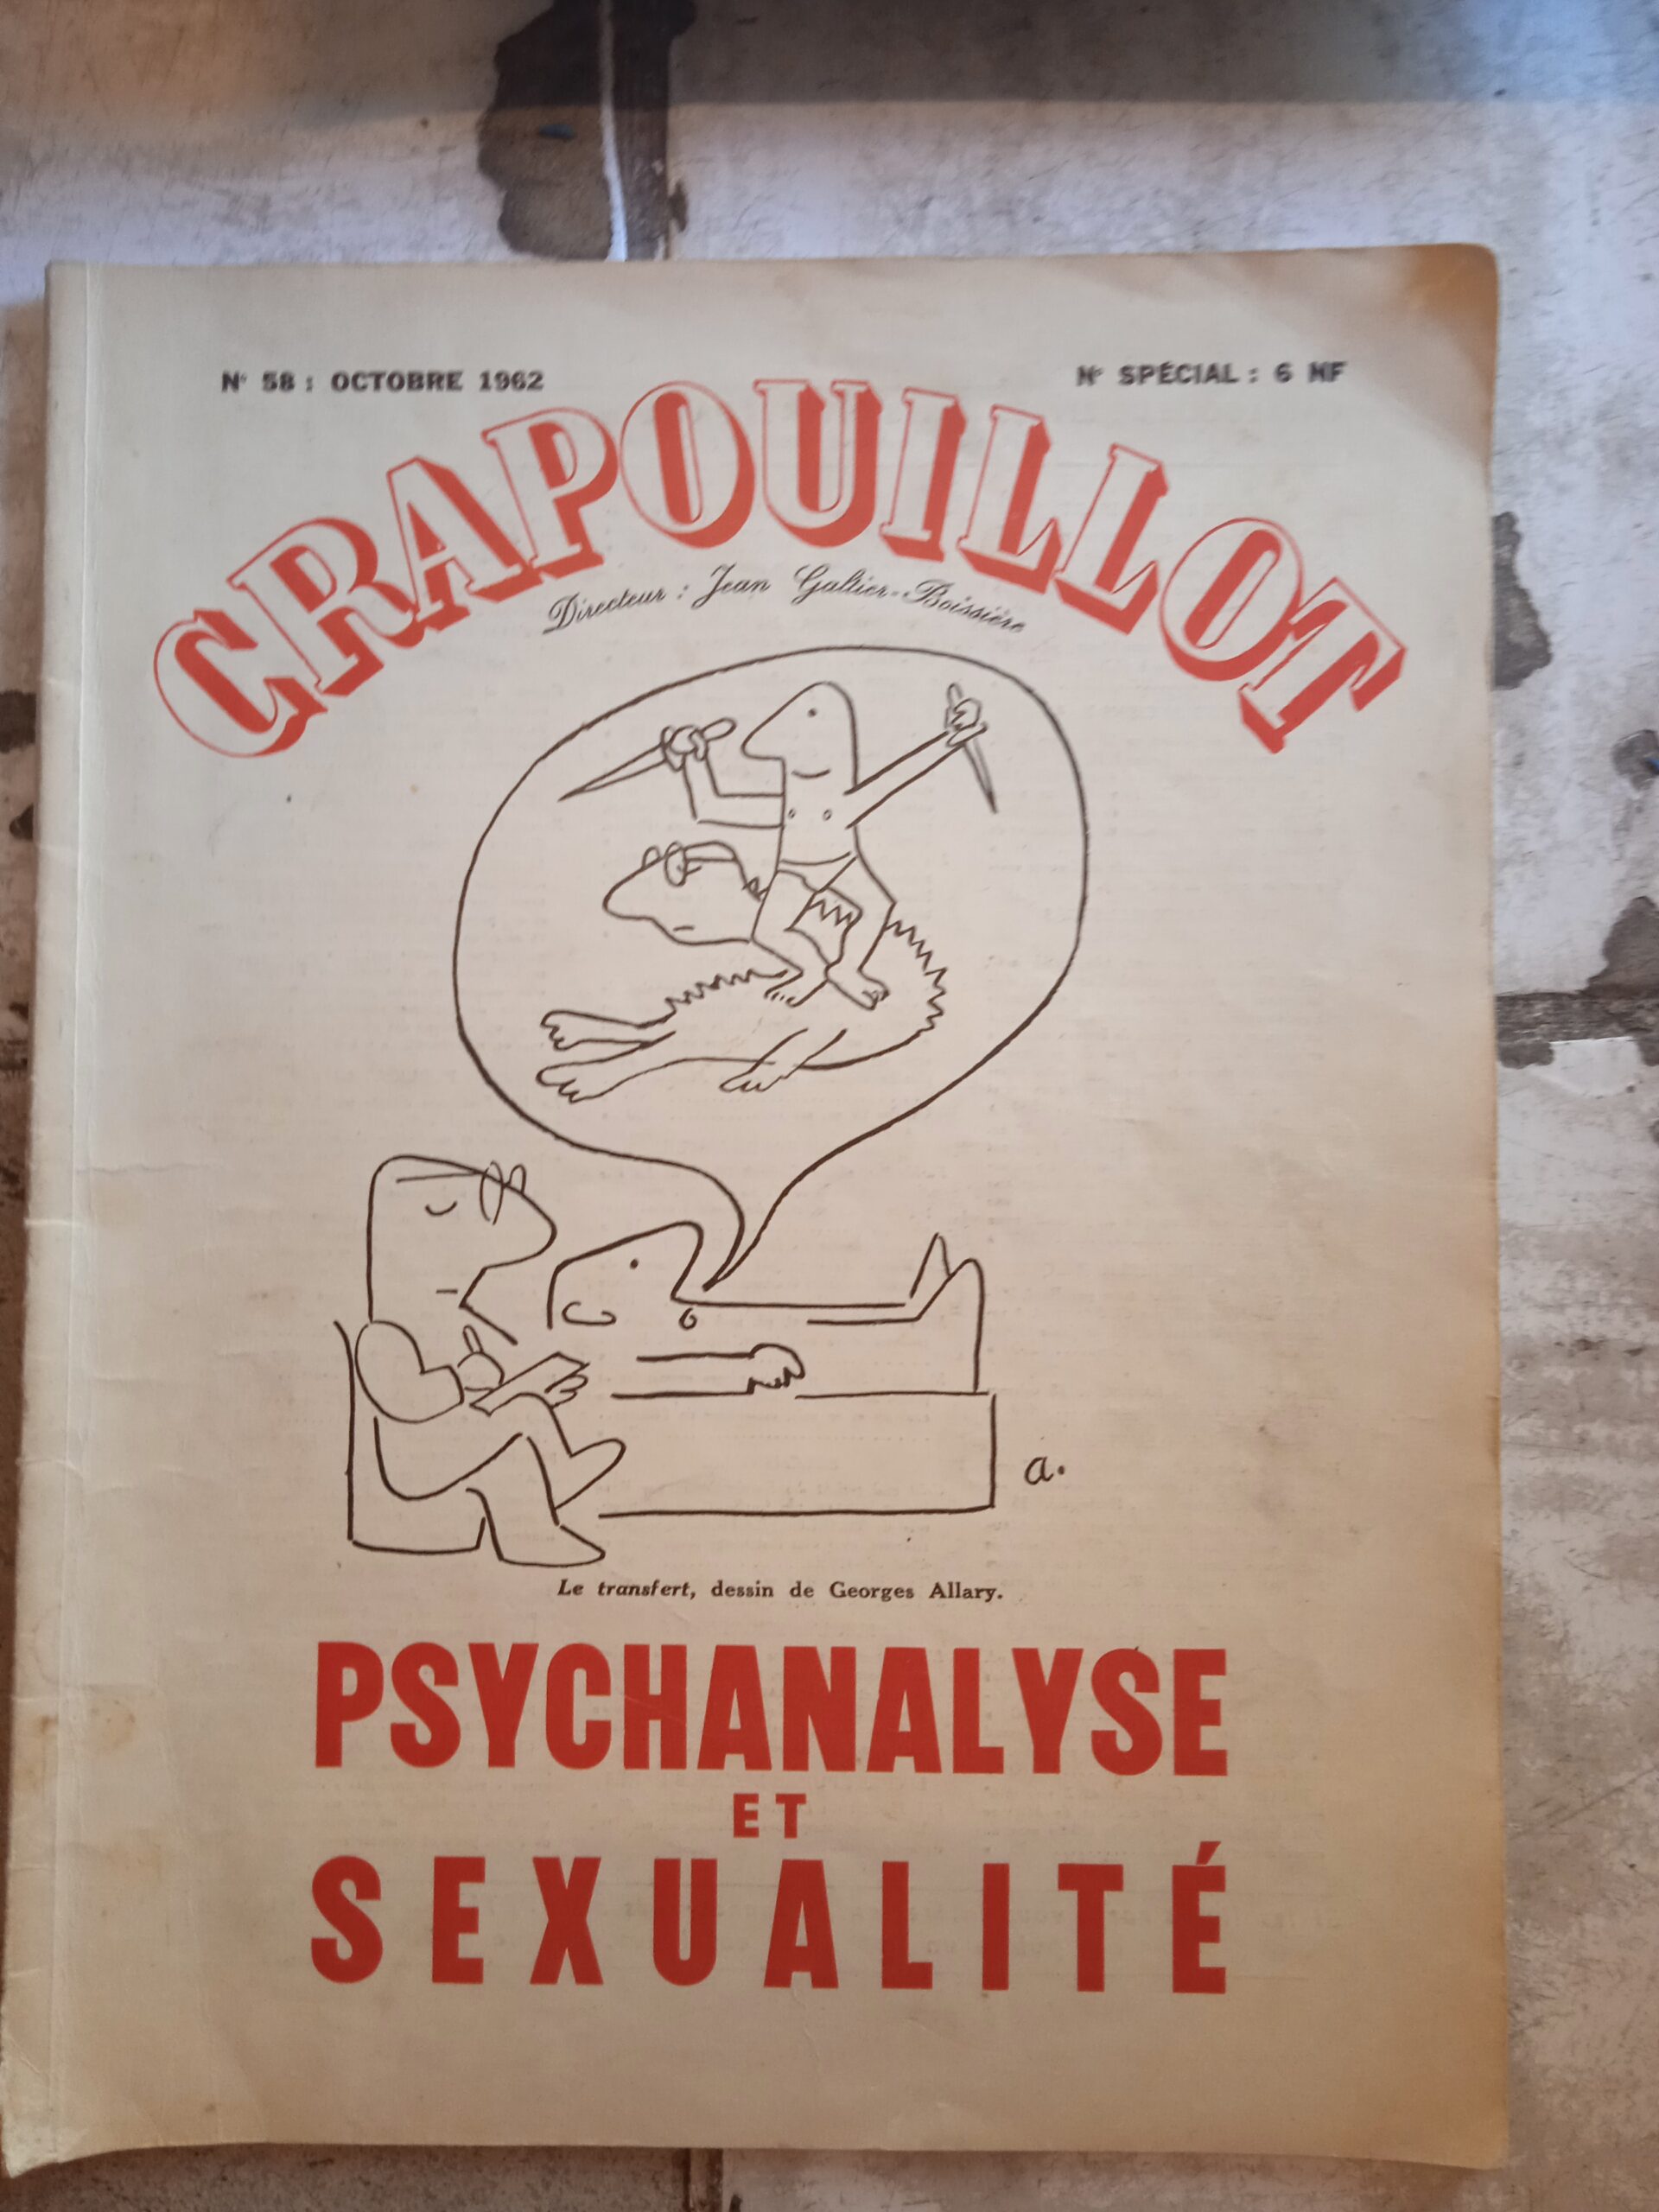 N° 58 : OCTOBRE 1962
N° SPÉCIAL : 6 NF
CRAPOUILLOT
Directeur : Jean Galtier-Boissière
a.
Le transfert, dessin de Georges Allary.
PSYCHANALYSE
ET
SEXUALITÉ